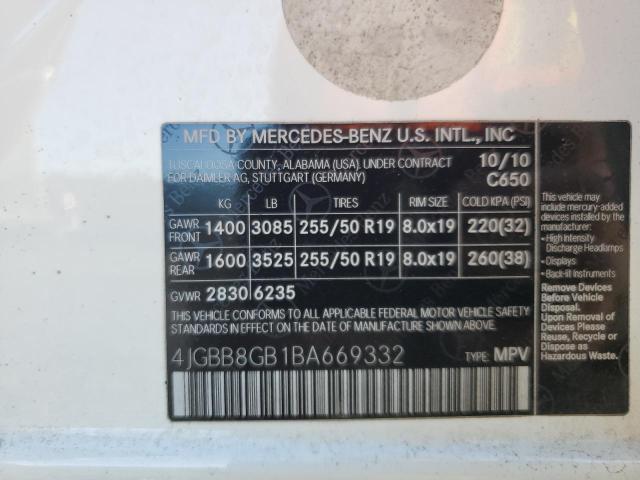 MFD BY MERCEDES-BENZ U.S. INTL., INC
TUSCALOOSA COUNTY, ALABAMA (USA). UNDER CONTRACT
FOR DAIMLER AG, STUTTGART (GERMANY)
10/10
C650
KG LB TIRES RIM SIZE COLD KPA (PSI)
GAWR FRONT 1400 3085 255/50 R19 8.0x19 220(32)
GAWR REAR 1600 3525 255/50 R19 8.0x19 260(38)
GVWR 2830 6235
THIS VEHICLE CONFORMS TO ALL APPLICABLE FEDERAL MOTOR VEHICLE SAFETY
STANDARDS IN EFFECT ON THE DATE OF MANUFACTURE SHOWN ABOVE.
4JGBB8GB1BA669332
TYPE: MPV
This vehicle may
include mercury-added
devices installed by the
manufacturer:
- High Intensity
Discharge Headlamps
- Displays
- Back-lit Instruments
Remove Devices
Before Vehicle
Disposal.
Upon Removal of
Devices Please
Reuse, Recycle or
Dispose as
Hazardous Waste.